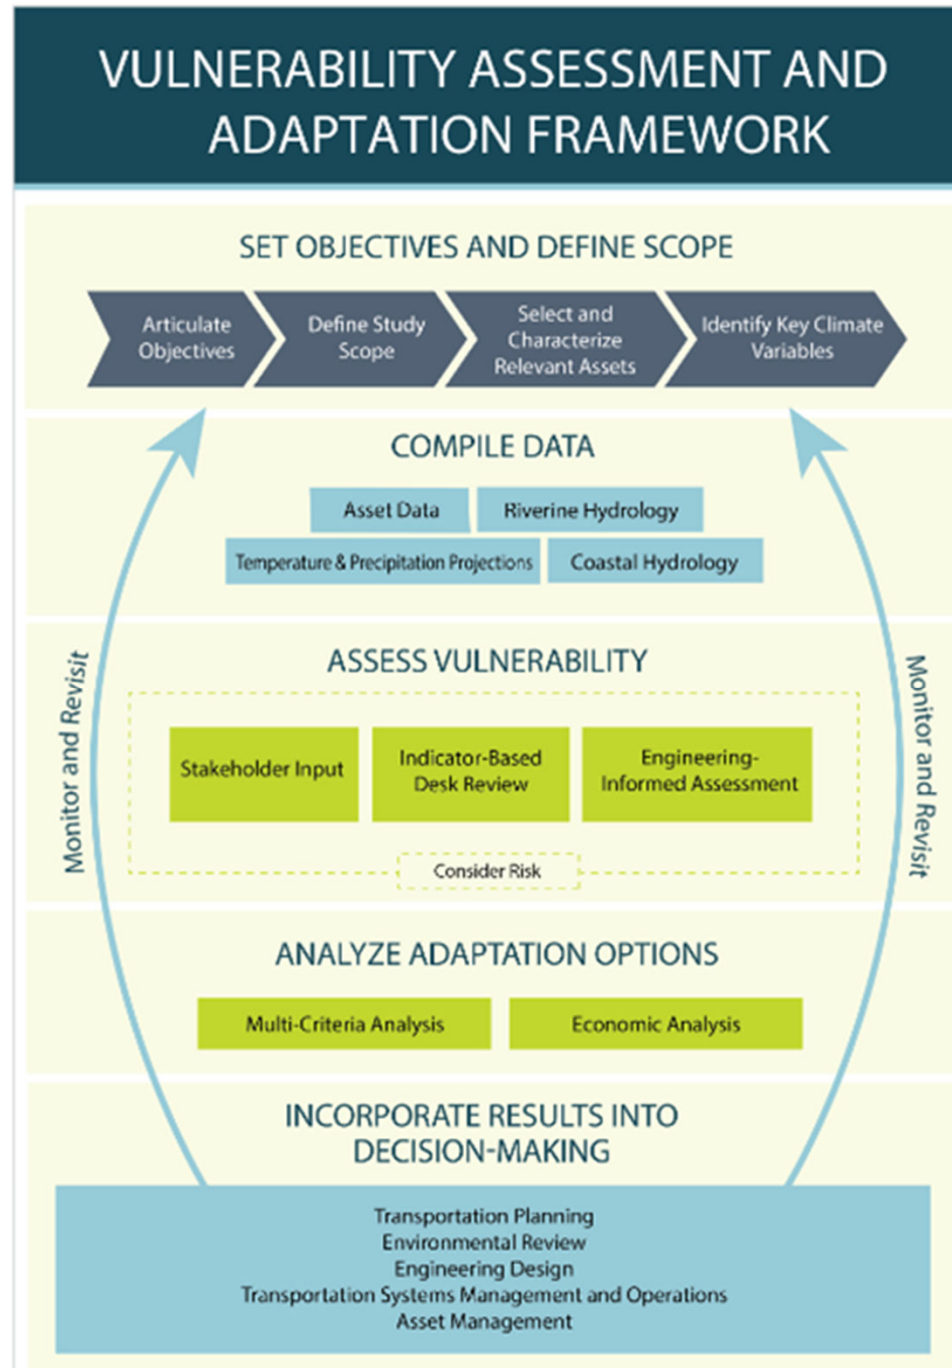 VULNERABILITY ASSESSMENT AND
ADAPTATION FRAMEWORK
SET OBJECTIVES AND DEFINE SCOPE
Articulate
Objectives
Define Study
Scope
Select and
Characterize
Relevant Assets
Identify Key Climate
Variables
COMPILE DATA
Asset Data
Riverine Hydrology
Temperature & Precipitation Projections
Coastal Hydrology
ASSESS VULNERABILITY
Stakeholder Input
Indicator-Based
Desk Review
Engineering-
Informed Assessment
Consider Risk
Monitor and Revisit
Monitor and Revisit
ANALYZE ADAPTATION OPTIONS
Multi-Criteria Analysis
Economic Analysis
INCORPORATE RESULTS INTO
DECISION-MAKING
Transportation Planning
Environmental Review
Engineering Design
Transportation Systems Management and Operations
Asset Management